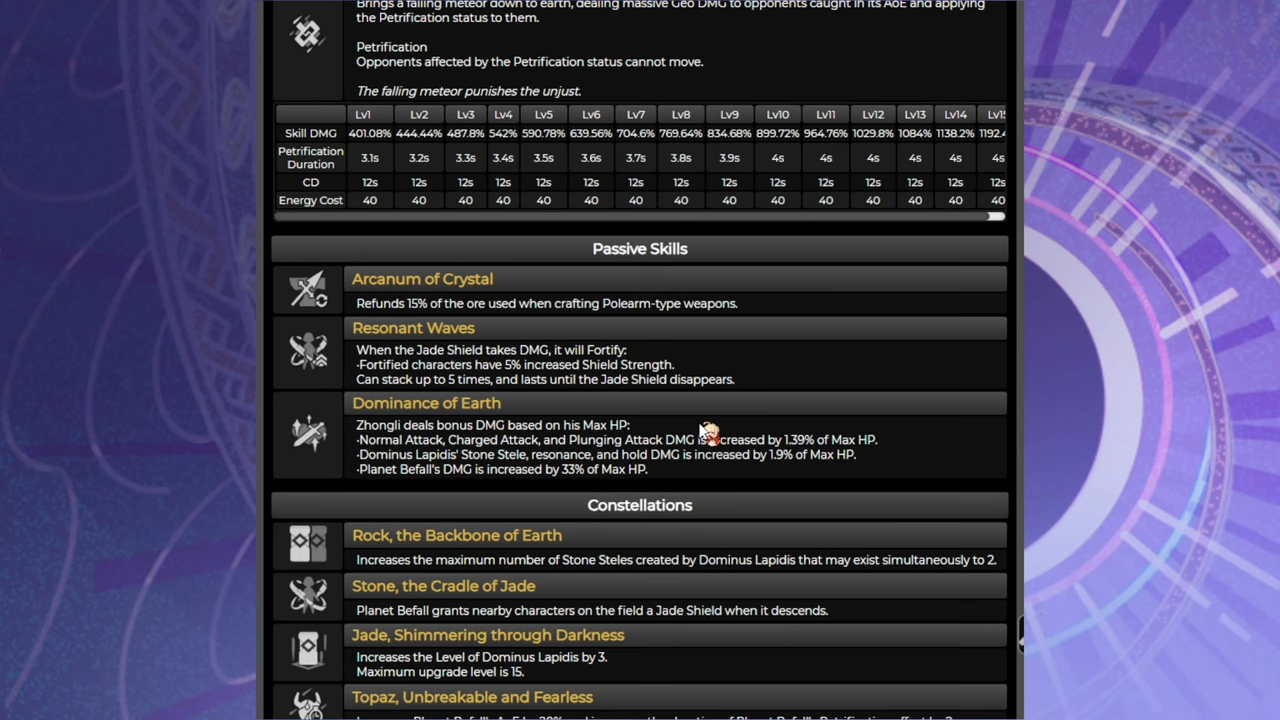 Brings a falling meteor down to earth, dealing massive Geo DMG to opponents caught in its AoE and applying
the Petrification status to them.
Petrification
Opponents affected by the Petrification status cannot move.
The falling meteor punishes the unjust.
Lv1 Lv2 Lv3 Lv4 Lv5 Lv6 Lv7 Lv8 Lv9 Lv10 Lv11 Lv12 Lv13 Lv14 Lv15
Skill DMG 401.08% 444.44% 487.8% 542% 590.78% 639.56% 704.6% 769.64% 834.68% 899.72% 964.76% 1029.8% 1084% 1138.2% 1192.4
Petrification
Duration 3.1s 3.2s 3.3s 3.4s 3.5s 3.6s 3.7s 3.8s 3.9s 4s 4s 4s 4s 4s 4s
CD 12s 12s 12s 12s 12s 12s 12s 12s 12s 12s 12s 12s 12s 12s 12s
Energy Cost 40 40 40 40 40 40 40 40 40 40 40 40 40 40 40
Passive Skills
Arcanum of Crystal
Refunds 15% of the ore used when crafting Polearm-type weapons.
Resonant Waves
When the Jade Shield takes DMG, it will Fortify:
·Fortified characters have 5% increased Shield Strength.
Can stack up to 5 times, and lasts until the Jade Shield disappears.
Dominance of Earth
Zhongli deals bonus DMG based on his Max HP:
·Normal Attack, Charged Attack, and Plunging Attack DMG is increased by 1.39% of Max HP.
·Dominus Lapidis' Stone Stele, resonance, and hold DMG is increased by 1.9% of Max HP.
·Planet Befall's DMG is increased by 33% of Max HP.
Constellations
Rock, the Backbone of Earth
Increases the maximum number of Stone Steles created by Dominus Lapidis that may exist simultaneously to 2.
Stone, the Cradle of Jade
Planet Befall grants nearby characters on the field a Jade Shield when it descends.
Jade, Shimmering through Darkness
Increases the Level of Dominus Lapidis by 3.
Maximum upgrade level is 15.
Topaz, Unbreakable and Fearless